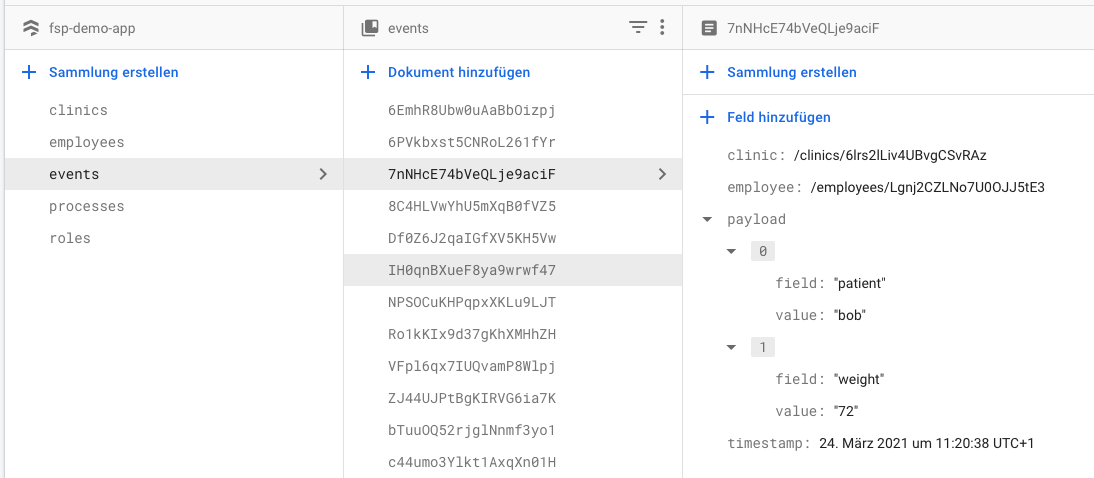 fsp-demo-app
Sammlung erstellen
clinics
employees
events
processes
roles
events
Dokument hinzufügen
6EmhR8Ubw0uAaBbOizpj
6PVkbxst5CNRoL261fYr
7nNHcE74bVeQLje9aciF
8C4HLVwYhU5mXqB0fVZ5
Df0Z6J2qaIGfXV5KH5Vw
IH0qnBXueF8ya9wrwf47
NPSOCuKHPqpxXKLu9LJT
Ro1kKIx9d37gKhXMHhZH
VFpl6qx7IUQvamP8Wlpj
ZJ44UJPtBgKIRVG6ia7K
bTuuOQ52rjglNnmf3yo1
c44umo3Ylkt1AxqXn01H
7nNHcE74bVeQLje9aciF
Sammlung erstellen
Feld hinzufügen
clinic: /clinics/6lrs2lLiv4UBvgCSvRAz
employee: /employees/Lgnj2CZLNo7U0OJJ5tE3
payload
0
field: "patient"
value: "bob"
1
field: "weight"
value: "72"
timestamp: 24. März 2021 um 11:20:38 UTC+1